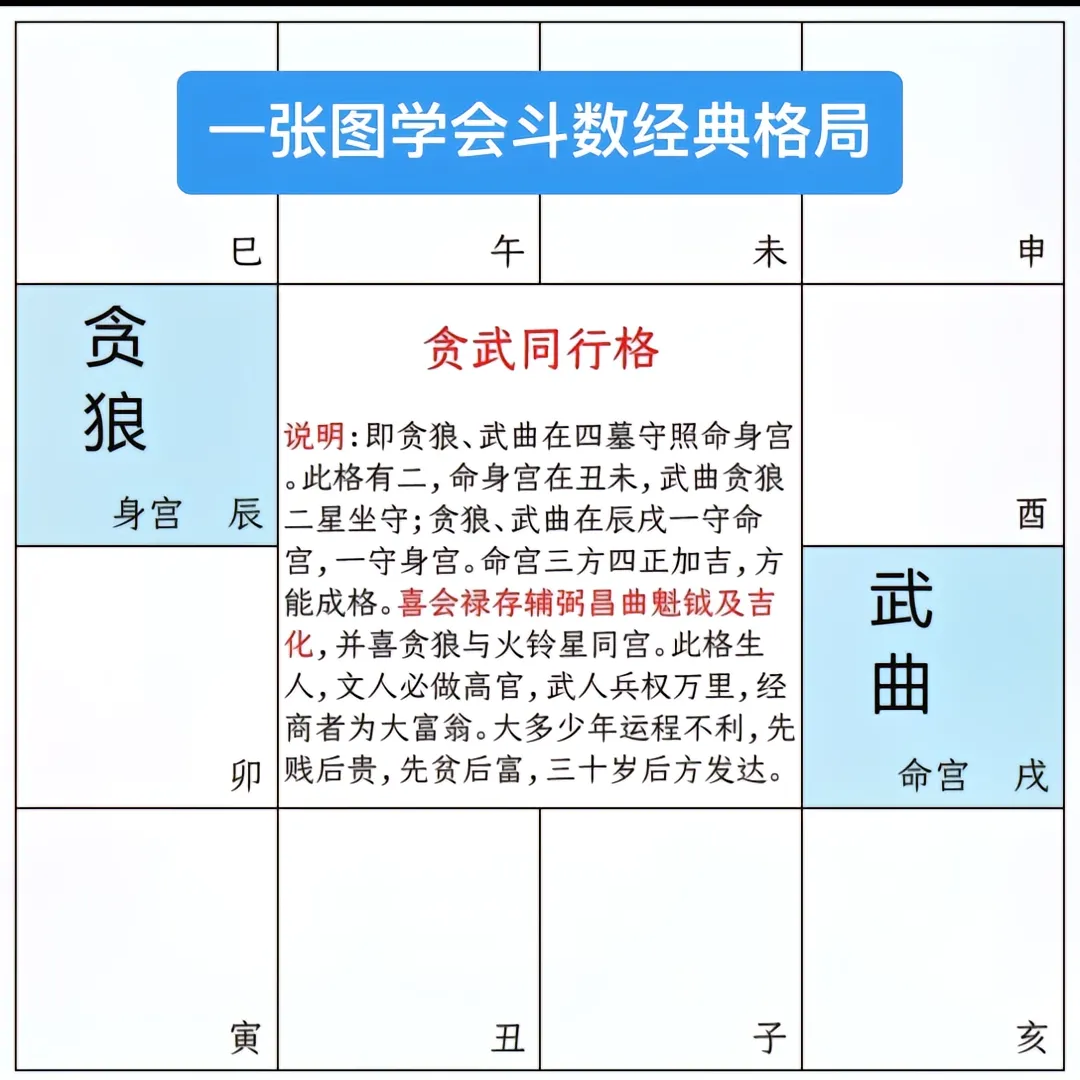 一张图学会斗数经典格局
巳
午
未
申
贪
狼
身宫 辰
贪武同行格
说明:即贪狼、武曲在四墓守照命身宫
。此格有二,命身宫在丑未,武曲贪狼
二星坐守;贪狼、武曲在辰戌一守命
宫,一守身宫。命宫三方四正加吉,方
能成格。喜会禄存辅弼昌曲魁钺及吉
化,并喜贪狼与火铃星同宫。此格生
人,文人必做高官,武人兵权万里,经
商者为大富翁。大多少年运程不利,先
贱后贵,先贫后富,三十岁后方发达。
酉
武
曲
命宫 戌
卯
寅
丑
子
亥